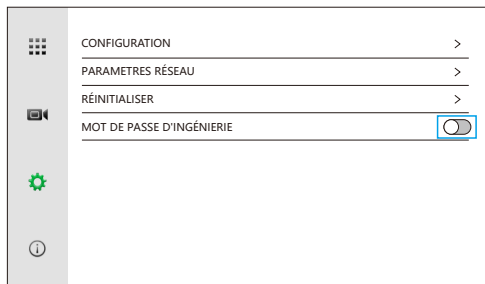 CONFIGURATION
PARAMETRES RÉSEAU
RÉINITIALISER
MOT DE PASSE D'INGÉNIERIE